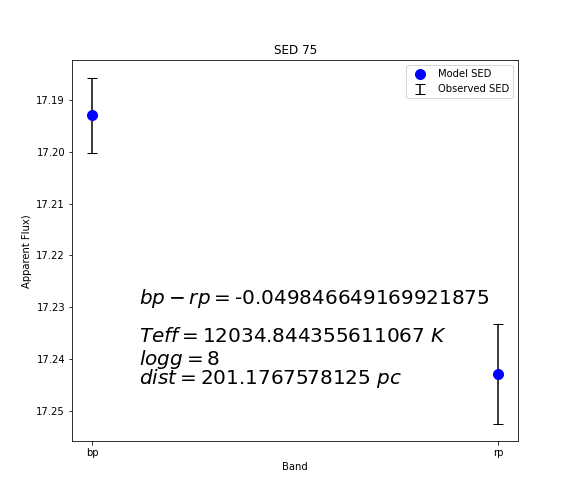 SED 75
Model SED
Observed SED
17.19
17.20
17.21
17.22
17.23
17.24
17.25
Apparent Flux)
bp − rp = -0.049846649169921875
Teff = 12034.844355611067 K
logg = 8
dist = 201.1767578125 pc
bp
rp
Band